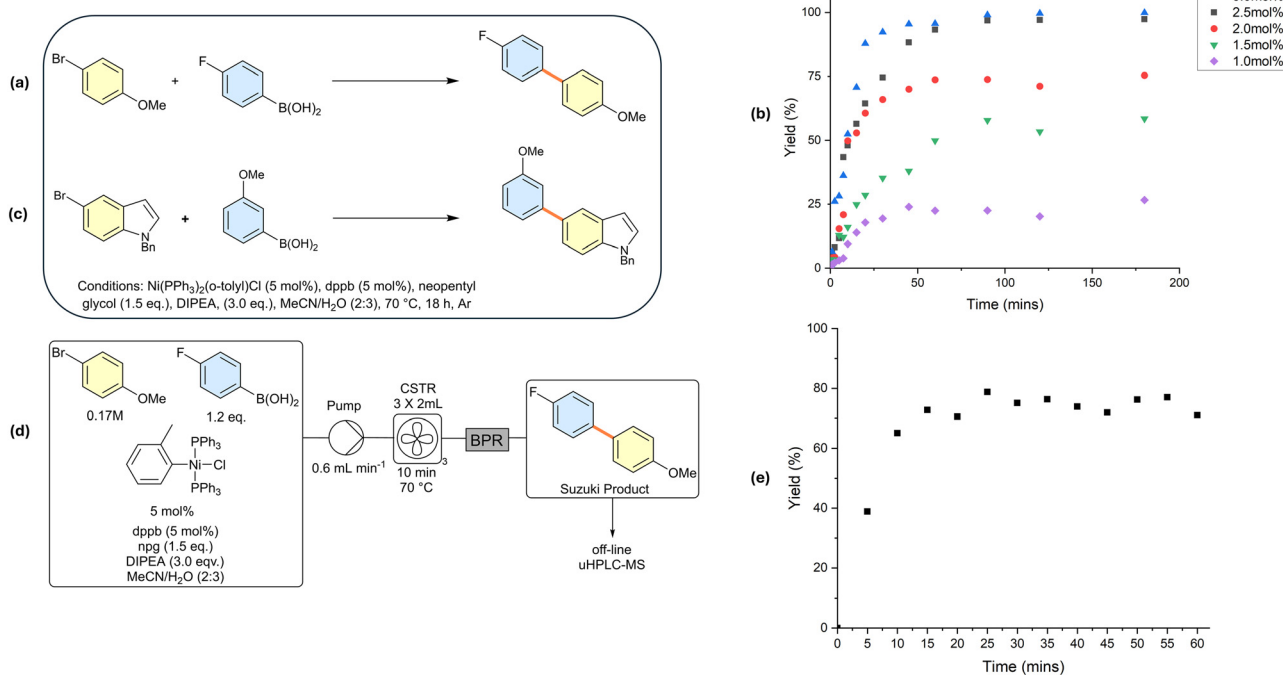 (a)
Br
OMe
+
F
B(OH)2
F
OMe
(c)
Br
N
Bn
+
OMe
B(OH)2
OMe
N
Bn
Conditions: Ni(PPh3)2(o-tolyl)Cl (5 mol%), dppb (5 mol%), neopentyl
glycol (1.5 eq.), DIPEA, (3.0 eq.), MeCN/H2O (2:3), 70 °C, 18 h, Ar
(b)
Yield (%)
100
75
50
25
0
0
50
100
150
200
Time (mins)
2.5mol%
2.0mol%
1.5mol%
1.0mol%
(d)
Br
OMe
0.17M
F
B(OH)2
1.2 eq.
PPh3
Ni
Cl
PPh3
5 mol%
dppb (5 mol%)
npg (1.5 eq.)
DIPEA (3.0 eqv.)
MeCN/H2O (2:3)
Pump
0.6 mL min-1
CSTR
3 X 2mL
3
10 min
70 °C
BPR
F
OMe
Suzuki Product
off-line
uHPLC-MS
(e)
Yield (%)
100
80
60
40
20
0
0 5 10 15 20 25 30 35 40 45 50 55 60
Time (mins)